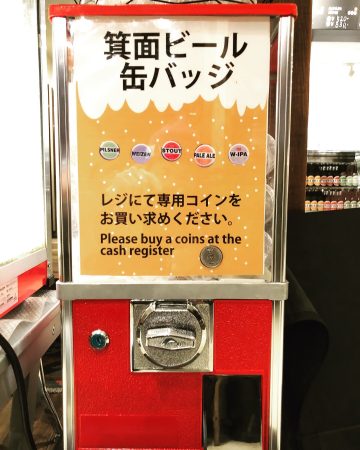 箕面ビール
缶バッジ
PILSNER
WEIZEN
STOUT
PALE ALE
W-IPA
レジにて専用コインを
お買い求めください。
Please buy a coins at the
cash register